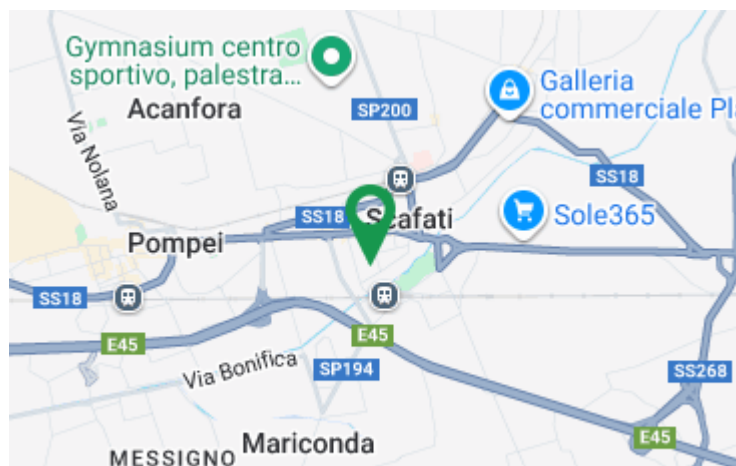 Gymnasium centro
sportivo, palestra...
Acanfora
Via Nolana
SP200
Galleria
commerciale Pla
SS18
SS18
Scafati
Sole365
Pompei
SS18
E45
E45
Via Bonifica
SP194
SS268
E45
Mariconda
MESSIGNO